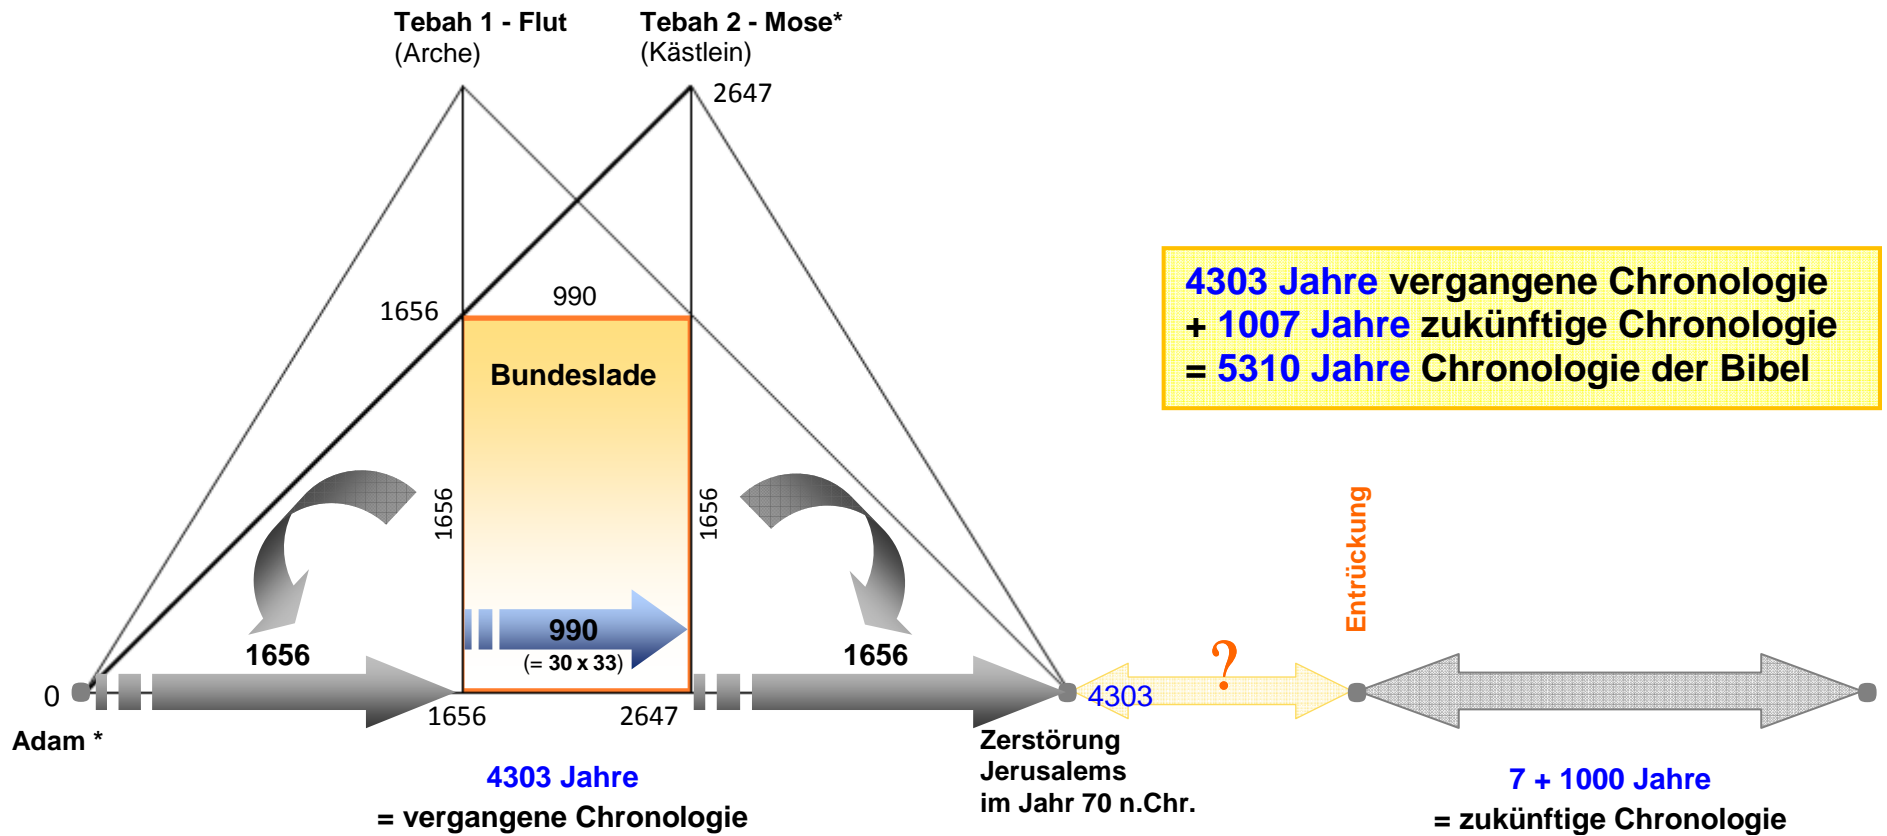 Tebah 1 - Flut
(Arche)
Tebah 2 - Mose*
(Kästlein)
2647
1656
990
Bundeslade
4303 Jahre vergangene Chronologie
+ 1007 Jahre zukünftige Chronologie
= 5310 Jahre Chronologie der Bibel
1656
1656
Entrückung
1656
990
(= 30 x 33)
1656
?
0
4303
1656
2647
Adam *
Zerstörung
Jerusalems
im Jahr 70 n.Chr.
4303 Jahre
= vergangene Chronologie
7 + 1000 Jahre
= zukünftige Chronologie